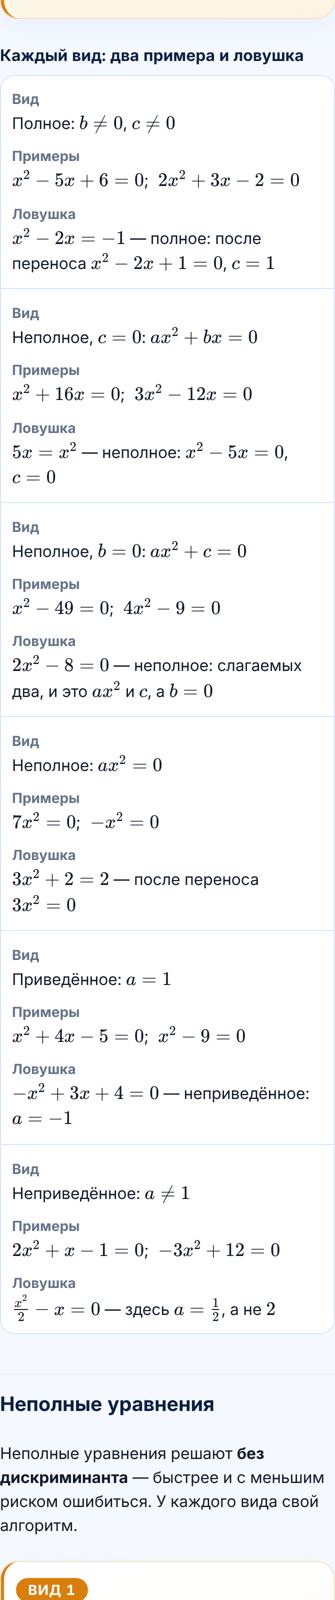 Каждый вид: два примера и ловушка
Вид
Полное: b ≠ 0, c ≠ 0
Примеры
x² − 5x + 6 = 0; 2x² + 3x − 2 = 0
Ловушка
x² − 2x = −1 — полное: после
переноса x² − 2x + 1 = 0, c = 1
Вид
Неполное, c = 0: ax² + bx = 0
Примеры
x² + 16x = 0; 3x² − 12x = 0
Ловушка
5x = x² — неполное: x² − 5x = 0,
c = 0
Вид
Неполное, b = 0: ax² + c = 0
Примеры
x² − 49 = 0; 4x² − 9 = 0
Ловушка
2x² − 8 = 0 — неполное: слагаемых
два, и это ax² и c, а b = 0
Вид
Неполное: ax² = 0
Примеры
7x² = 0; −x² = 0
Ловушка
3x² + 2 = 2 — после переноса
3x² = 0
Вид
Приведённое: a = 1
Примеры
x² + 4x − 5 = 0; x² − 9 = 0
Ловушка
−x² + 3x + 4 = 0 — неприведённое:
a = −1
Вид
Неприведённое: a ≠ 1
Примеры
2x² + x − 1 = 0; −3x² + 12 = 0
Ловушка
x²/2 − x = 0 — здесь a = 1/2, а не 2
Неполные уравнения
Неполные уравнения решают без
дискриминанта — быстрее и с меньшим
риском ошибиться. У каждого вида свой
алгоритм.
ВИД 1